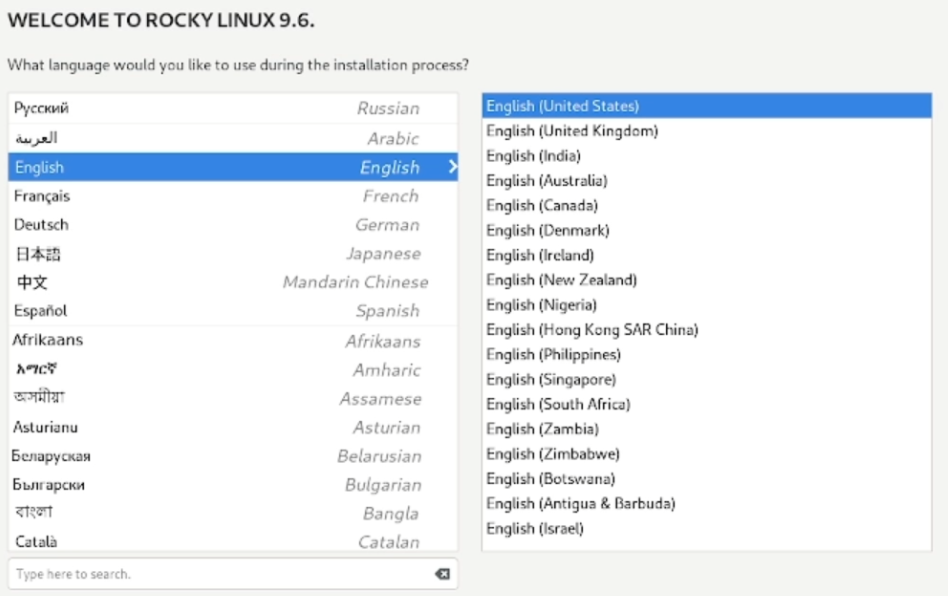 WELCOME TO ROCKY LINUX 9.6.
What language would you like to use during the installation process?
Русский Russian
العربية Arabic
English English
Français French
Deutsch German
日本語 Japanese
中文 Mandarin Chinese
Español Spanish
Afrikaans Afrikaans
አማርኛ Amharic
অসমীয়া Assamese
Asturianu Asturian
Беларуская Belarusian
Български Bulgarian
বাংলা Bangla
Català Catalan
Type here to search.
English (United States)
English (United Kingdom)
English (India)
English (Australia)
English (Canada)
English (Denmark)
English (Ireland)
English (New Zealand)
English (Nigeria)
English (Hong Kong SAR China)
English (Philippines)
English (Singapore)
English (South Africa)
English (Zambia)
English (Zimbabwe)
English (Botswana)
English (Antigua & Barbuda)
English (Israel)